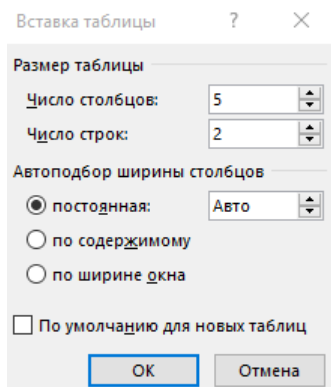 Вставка таблицы ? ×
Размер таблицы
Число столбцов: 5
Число строк: 2
Автоподбор ширины столбцов
постоянная: Авто
по содержимому
по ширине окна
По умолчанию для новых таблиц
ОК Отмена